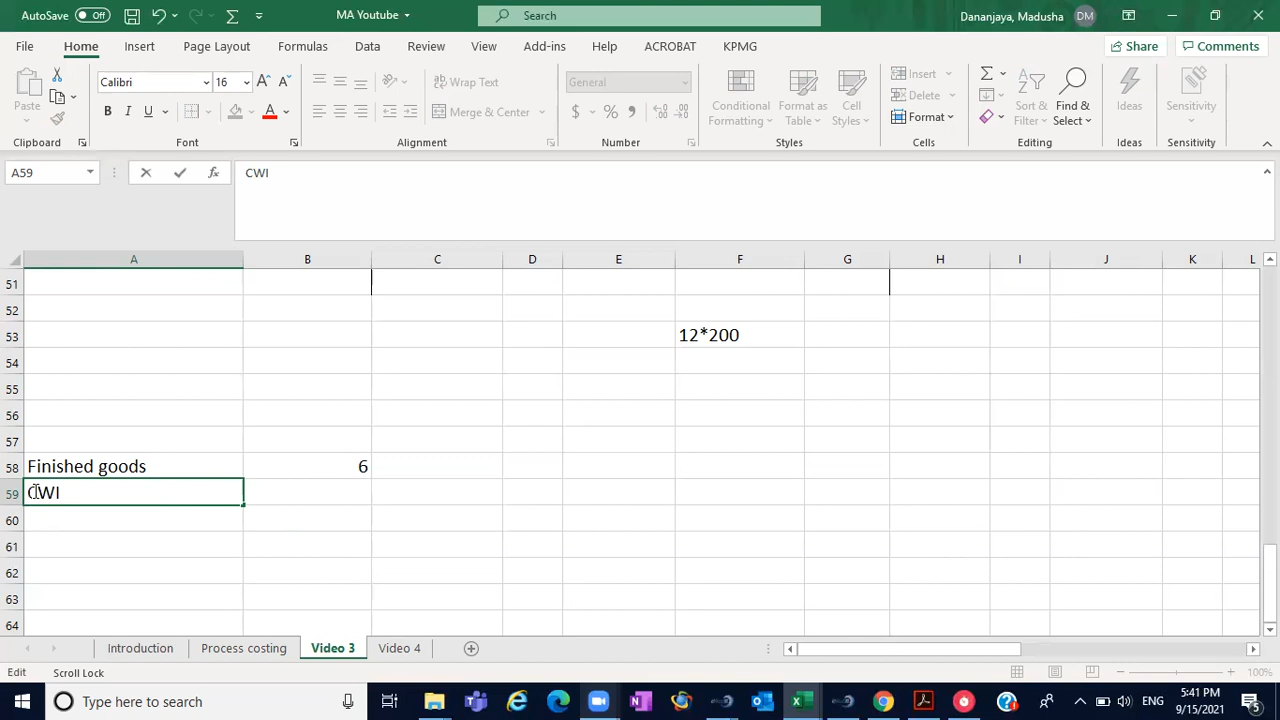 AutoSave Off MA Youtube Search Dananjaya, Madusha DM
File Home Insert Page Layout Formulas Data Review View Add-ins Help ACROBAT KPMG Share Comments
Calibri 16 Wrap Text General Insert
Paste Conditional Format as Cell Delete Sort & Find & Ideas Sensitivity
B I U A Merge & Center $ % Formatting Table Styles Format Filter Select
Clipboard Font Alignment Number Styles Cells Editing Ideas Sensitivity
A59 fx CWI
A B C D E F G H I J K L
51
52
53 12*200
54
55
56
57
58 Finished goods 6
59 CWI
60
61
62
63
64
Introduction Process costing Video 3 Video 4
Edit Scroll Lock 100%
Type here to search ENG 5:41 PM
9/15/2021 5